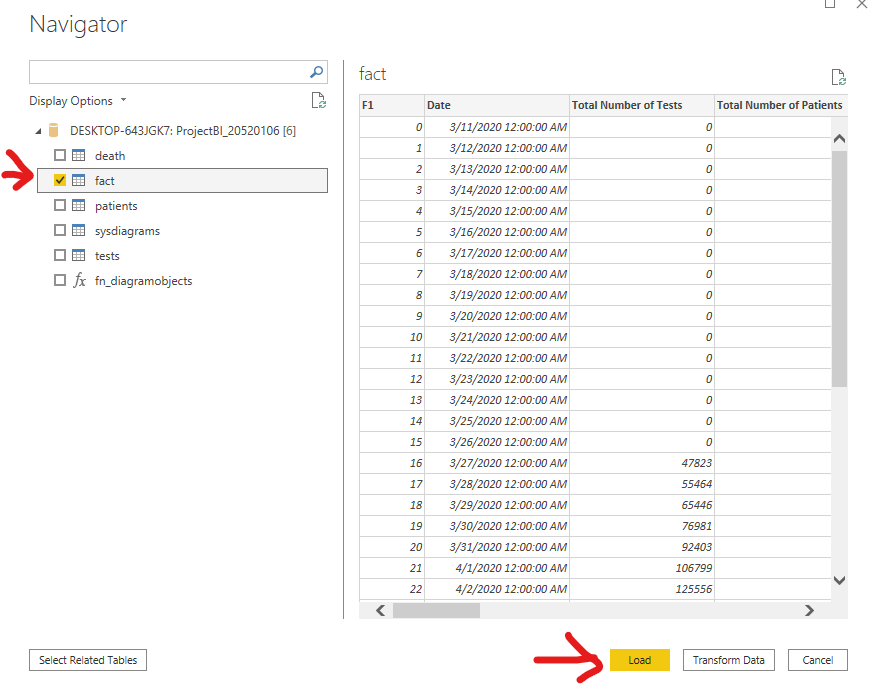 Navigator
Display Options
DESKTOP-643JGK7: ProjectBI_20520106 [6]
death
fact
patients
sysdiagrams
tests
fx fn_diagramobjects
Select Related Tables
fact
F1 Date Total Number of Tests Total Number of Patients
0 3/11/2020 12:00:00 AM 0
1 3/12/2020 12:00:00 AM 0
2 3/13/2020 12:00:00 AM 0
3 3/14/2020 12:00:00 AM 0
4 3/15/2020 12:00:00 AM 0
5 3/16/2020 12:00:00 AM 0
6 3/17/2020 12:00:00 AM 0
7 3/18/2020 12:00:00 AM 0
8 3/19/2020 12:00:00 AM 0
9 3/20/2020 12:00:00 AM 0
10 3/21/2020 12:00:00 AM 0
11 3/22/2020 12:00:00 AM 0
12 3/23/2020 12:00:00 AM 0
13 3/24/2020 12:00:00 AM 0
14 3/25/2020 12:00:00 AM 0
15 3/26/2020 12:00:00 AM 0
16 3/27/2020 12:00:00 AM 47823
17 3/28/2020 12:00:00 AM 55464
18 3/29/2020 12:00:00 AM 65446
19 3/30/2020 12:00:00 AM 76981
20 3/31/2020 12:00:00 AM 92403
21 4/1/2020 12:00:00 AM 106799
22 4/2/2020 12:00:00 AM 125556
Load Transform Data Cancel